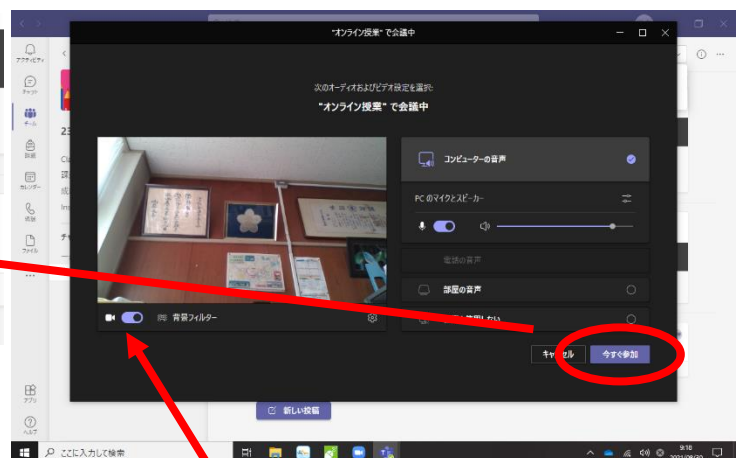 "オンライン授業" で会議中
次のオーディオおよびビデオ設定を選択:
"オンライン授業" で会議中
コンピューターの音声
PC のマイクとスピーカー
電話の音声
部屋の音声
背景フィルター
キャンセル
今すぐ参加
アクティビティ
チャット
チーム
課題
カレンダー
通話
ファイル
アプリ
ヘルプ
23
新しい投稿
ここに入力して検索
9:18
2021/08/30